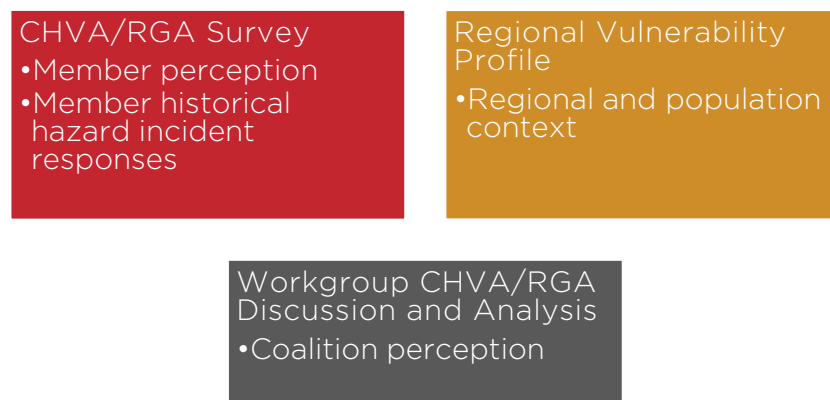 CHVA/RGA Survey
•Member perception
•Member historical
hazard incident
responses
Regional Vulnerability
Profile
•Regional and population
context
Workgroup CHVA/RGA
Discussion and Analysis
•Coalition perception